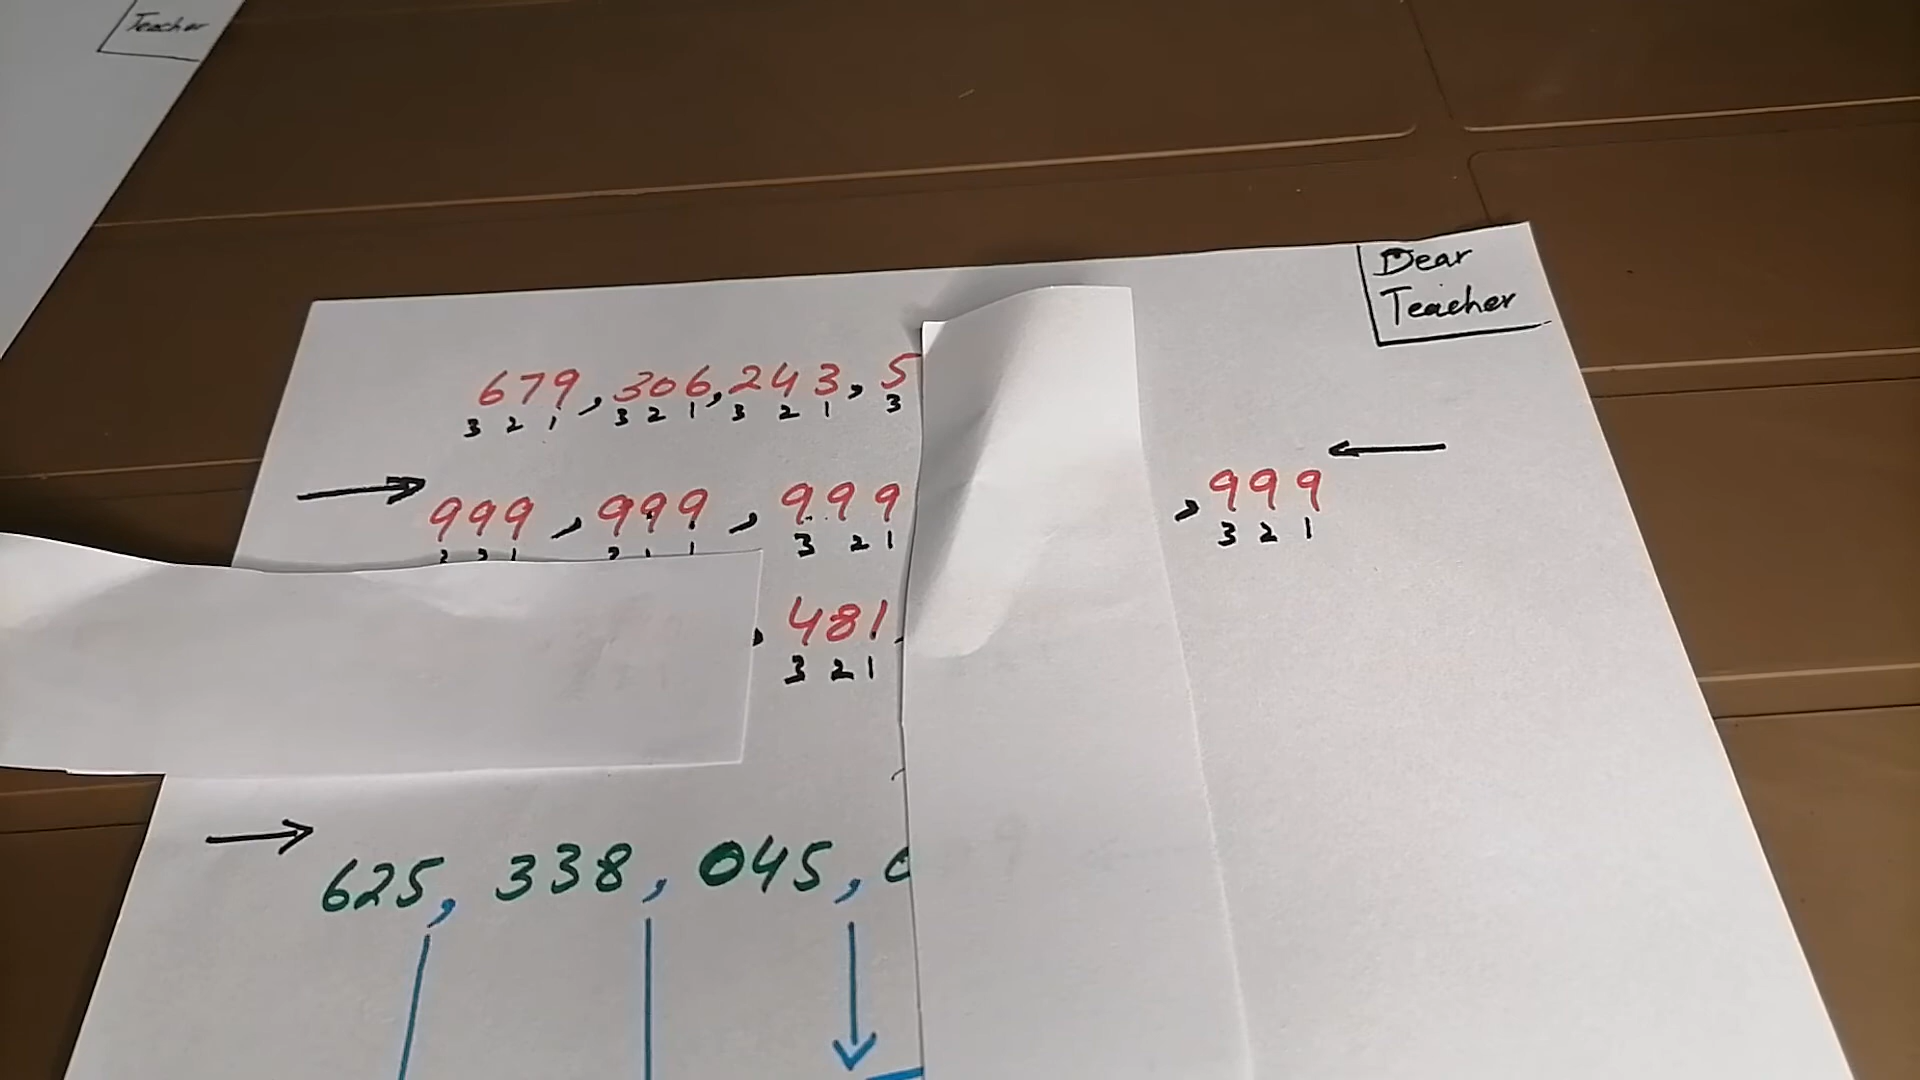 Teacher
Dear
Teacher
679,306,243,5
3 2 1 3 2 1 3 2 1 3
999,999,999 ,999
3 2 1 3 2 1
,481
3 2 1
625,338,045,